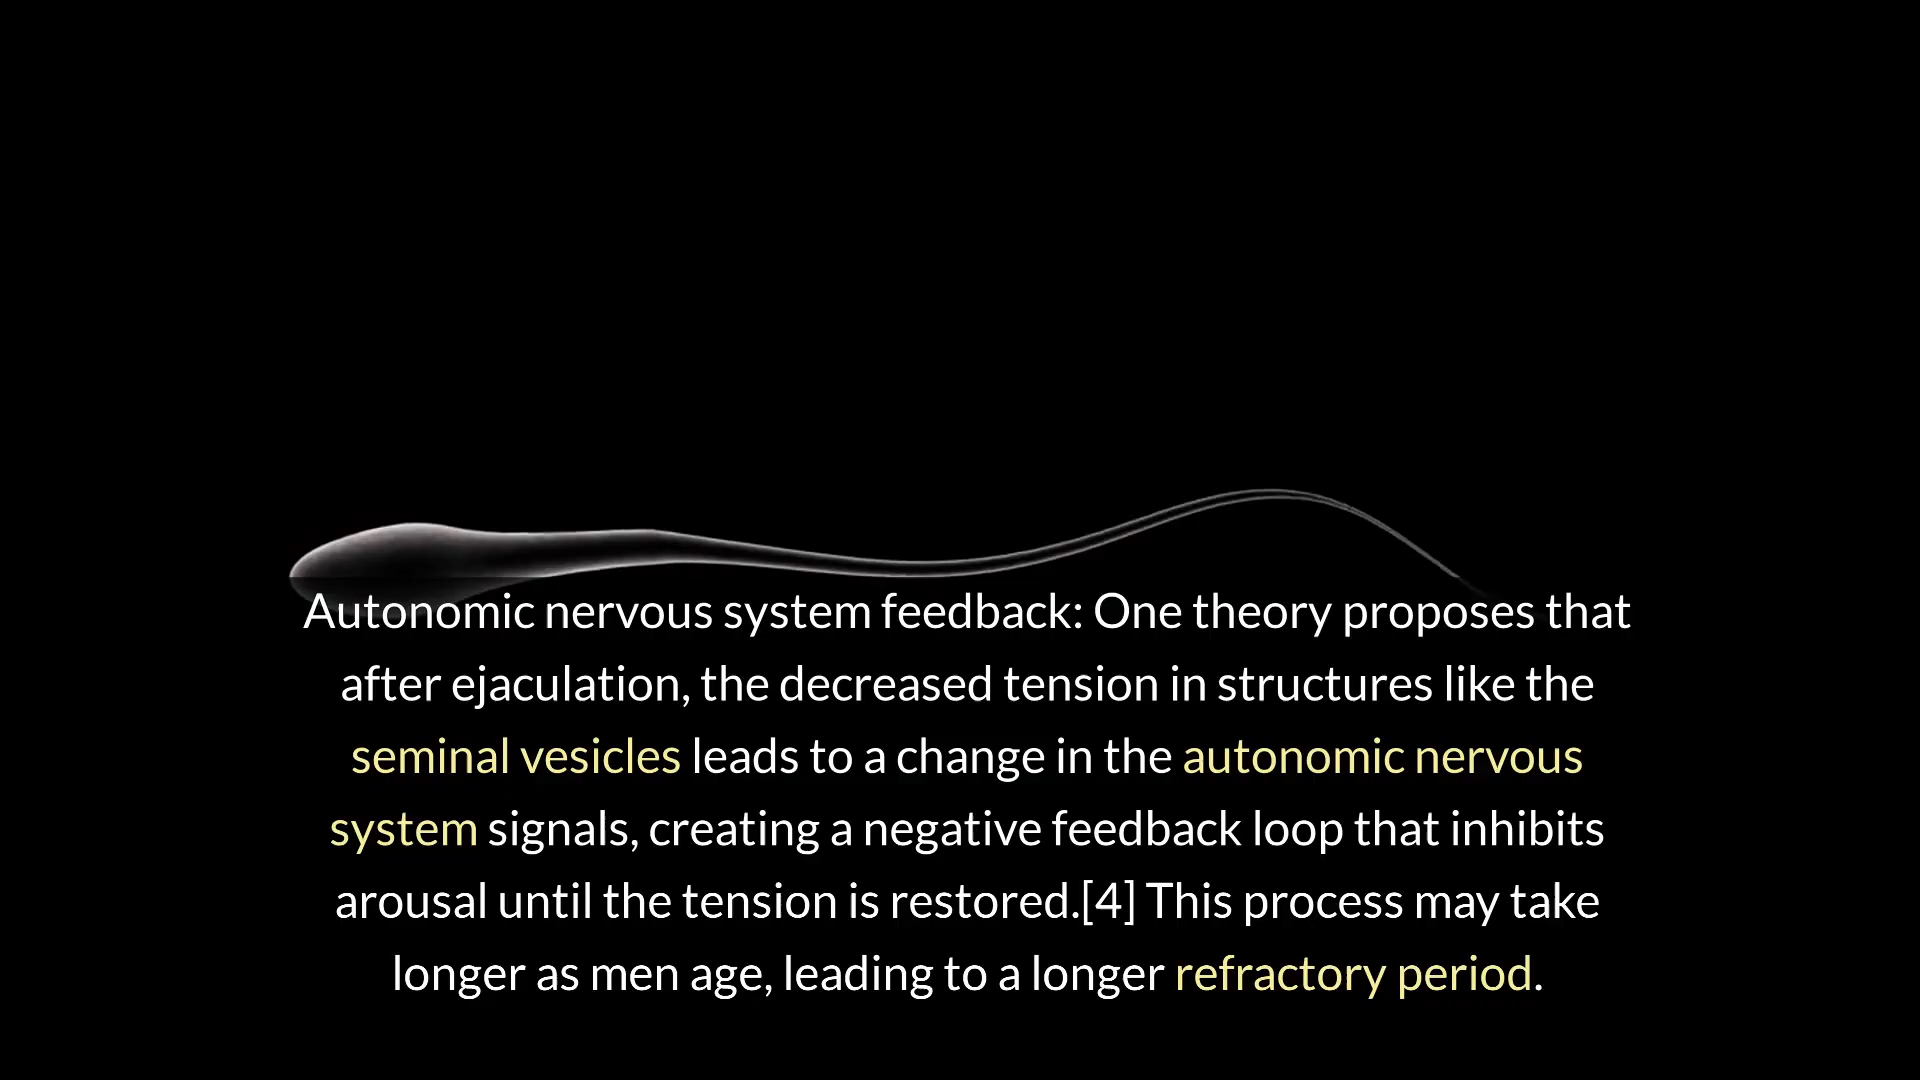 Autonomic nervous system feedback: One theory proposes that
after ejaculation, the decreased tension in structures like the
seminal vesicles leads to a change in the autonomic nervous
system signals, creating a negative feedback loop that inhibits
arousal until the tension is restored.[4] This process may take
longer as men age, leading to a longer refractory period.